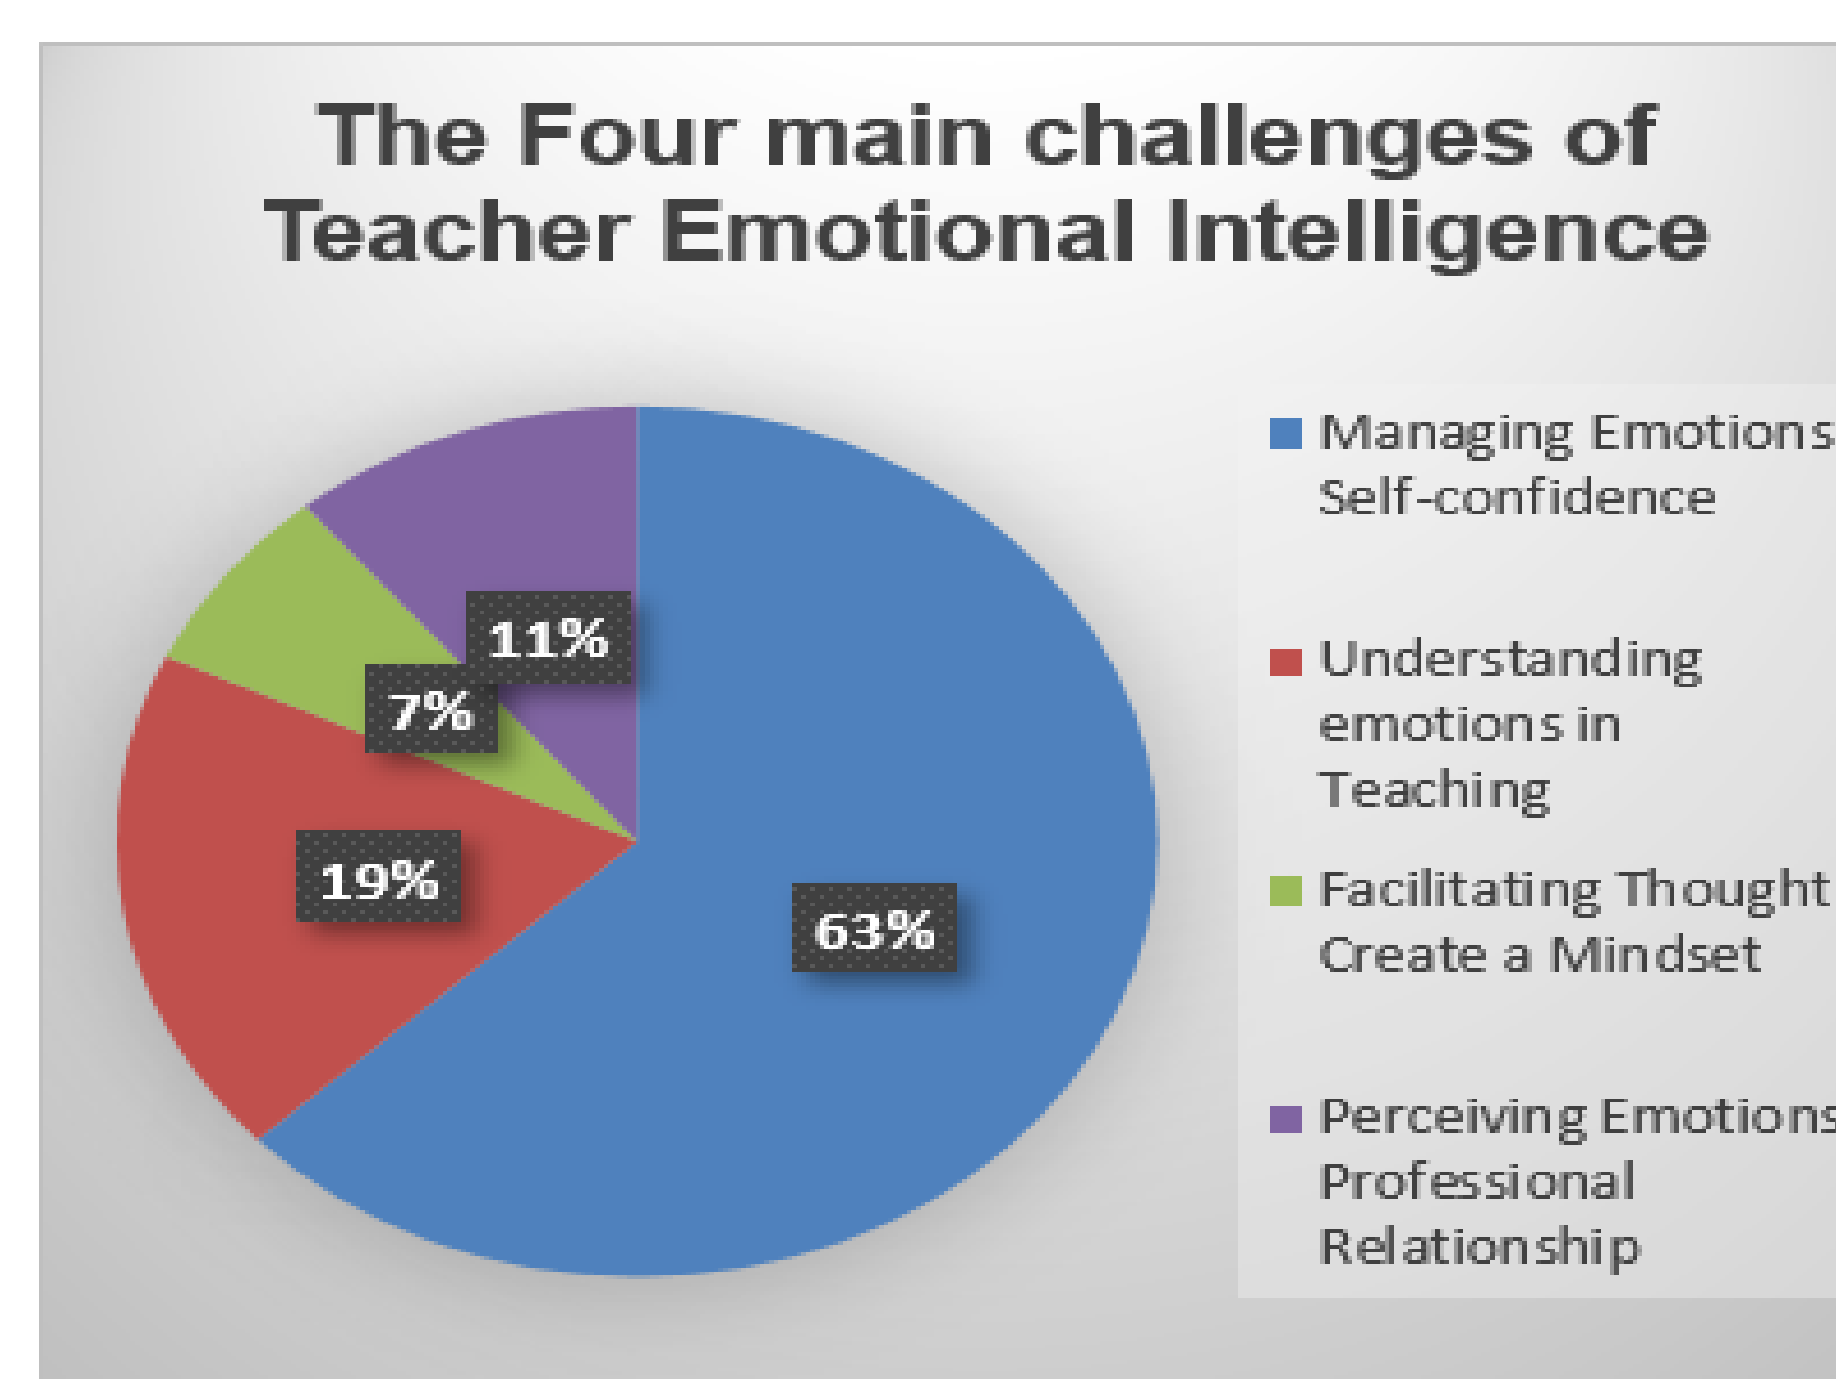 The Four main challenges of
Teacher Emotional Intelligence
11%
7%
19%
63%
Managing Emotions
Self-confidence
Understanding
emotions in
Teaching
Facilitating Thought
Create a Mindset
Perceiving Emotions
Professional
Relationship